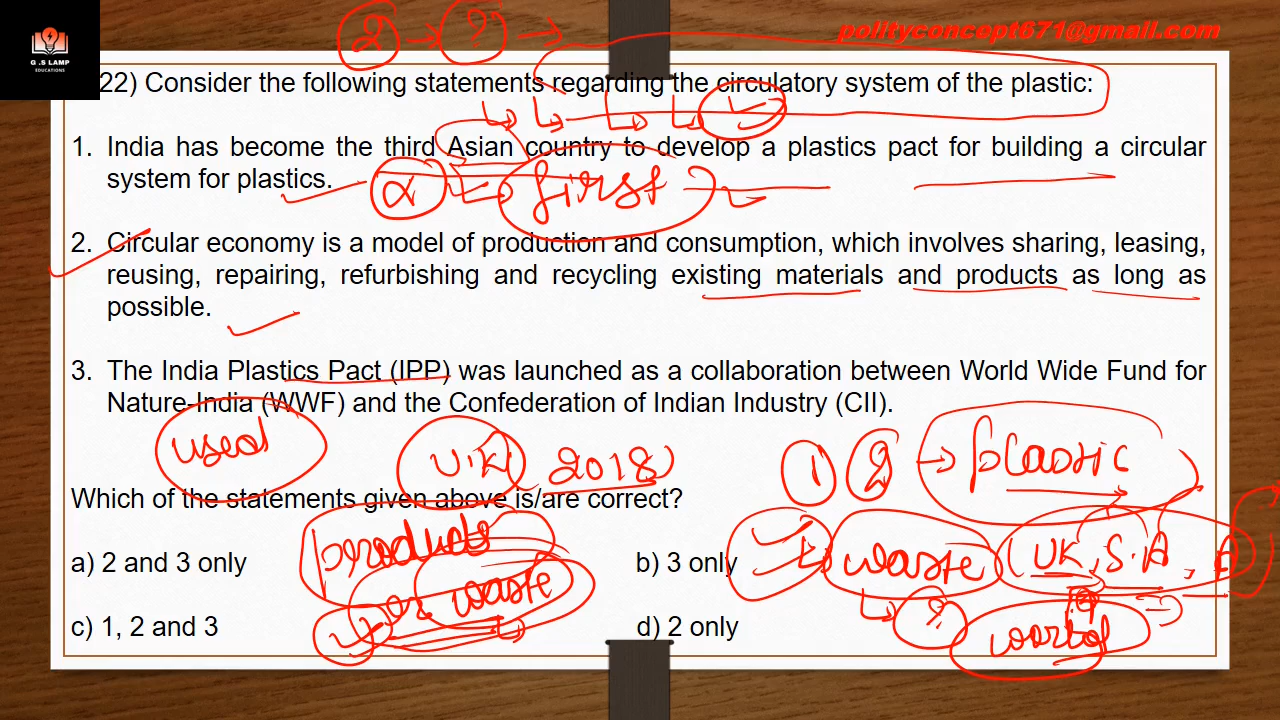 polityconcept671@gmail.com
G .S LAMP
EDUCATIONS
22) Consider the following statements regarding the circulatory system of the plastic:
1. India has become the third Asian country to develop a plastics pact for building a circular
system for plastics.
first
2. Circular economy is a model of production and consumption, which involves sharing, leasing,
reusing, repairing, refurbishing and recycling existing materials and products as long as
possible.
3. The India Plastics Pact (IPP) was launched as a collaboration between World Wide Fund for
Nature-India (WWF) and the Confederation of Indian Industry (CII).
used
U.K (2018)
1 2 → plastic
Which of the statements given above is/are correct?
products
waste (UK, S.A,
a) 2 and 3 only
b) 3 only
waste
world
c) 1, 2 and 3
d) 2 only